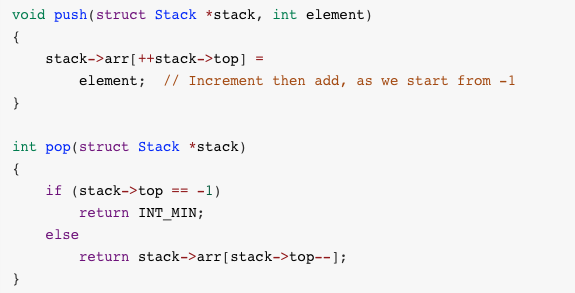 void push(struct Stack *stack, int element)
{
    stack->arr[++stack->top] =
        element;  // Increment then add, as we start from -1
}

int pop(struct Stack *stack)
{
    if (stack->top == -1)
        return INT_MIN;
    else
        return stack->arr[stack->top--];
}